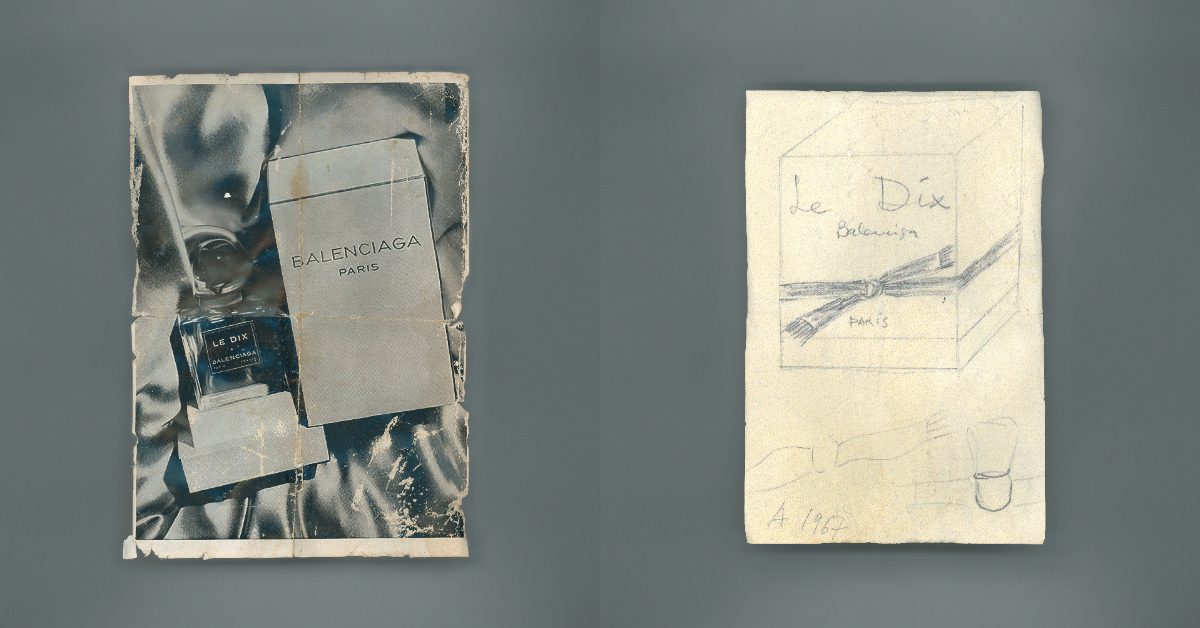 BALENCIAGA
PARIS
LE DIX
BALENCIAGA
Le Dix
Balenciaga
PARIS
A 1967